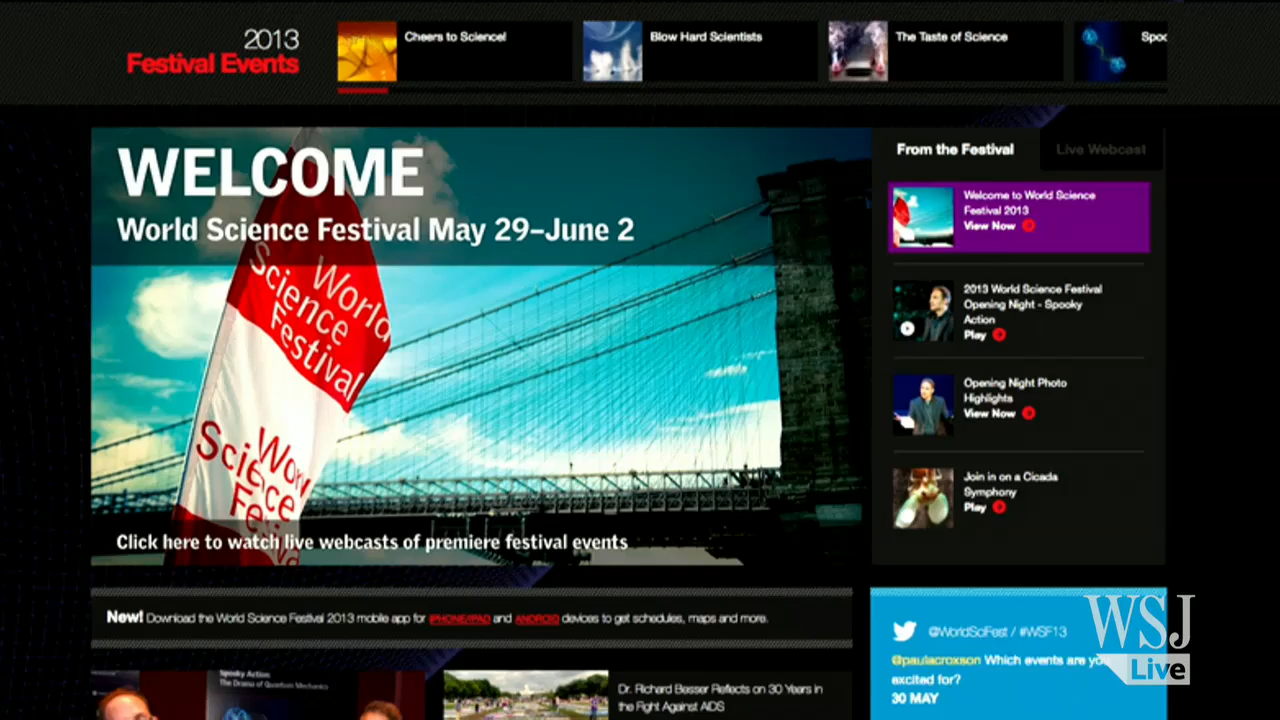 2013
Festival Events
Cheers to Science!
Blow Hard Scientists
The Taste of Science
WELCOME
World Science Festival May 29–June 2
World
Science
Festival
World
Science
Click here to watch live webcasts of premiere festival events
From the Festival
Live Webcast
Welcome to World Science
Festival 2013
View Now
2013 World Science Festival
Opening Night - Spooky
Action
Play
Opening Night Photo
Highlights
View Now
Join in on a Cicada
Symphony
Play
New! Download the World Science Festival 2013 mobile app for IPHONE/IPAD and ANDROID devices to get schedules, maps and more.
Spooky Action:
The Drama of Quantum Mechanics
Dr. Richard Besser Reflects on 30 Years in
the Fight Against AIDS
@WorldSciFest / #WSF13
@paulacroxson Which events are you
excited for?
30 MAY
WSJ
Live